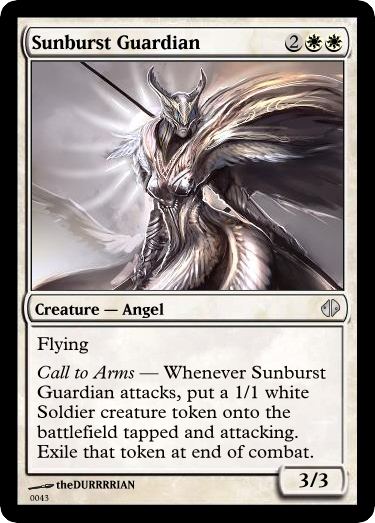 Sunburst Guardian 2
Creature — Angel
Flying
Call to Arms — Whenever Sunburst
Guardian attacks, put a 1/1 white
Soldier creature token onto the
battlefield tapped and attacking.
Exile that token at end of combat.
3/3
theDURRRRIAN
0043